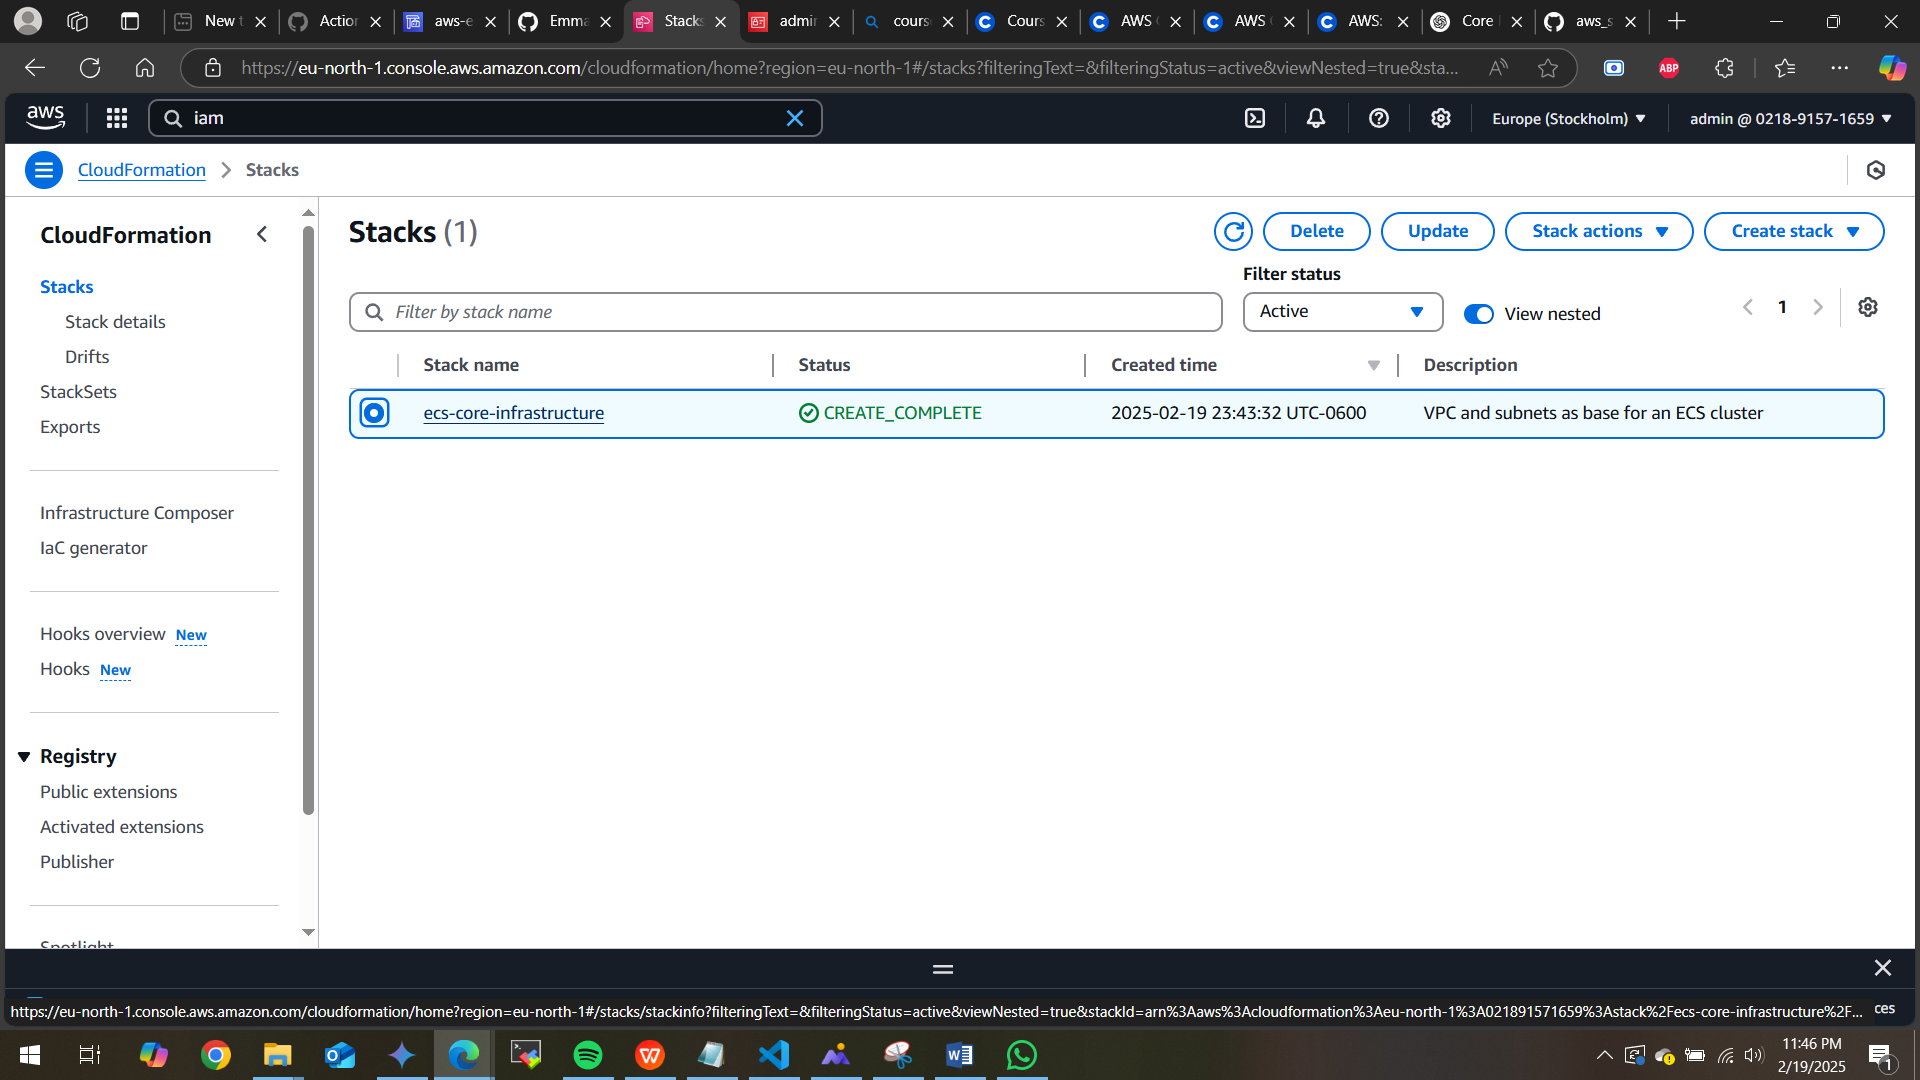 New t
Action
aws-e
Emma
Stacks
admin
course
Cours
AWS
AWS
AWS:
Core
aws_s
https://eu-north-1.console.aws.amazon.com/cloudformation/home?region=eu-north-1#/stacks?filteringText=&filteringStatus=active&viewNested=true&sta...
ABP
aws
iam
Europe (Stockholm)
admin @ 0218-9157-1659
CloudFormation > Stacks
CloudFormation
Stacks
Stack details
Drifts
StackSets
Exports
Infrastructure Composer
IaC generator
Hooks overview New
Hooks New
Registry
Public extensions
Activated extensions
Publisher
Spotlight
Stacks (1)
Delete
Update
Stack actions
Create stack
Filter status
Filter by stack name
Active
View nested
1
Stack name
Status
Created time
Description
ecs-core-infrastructure
CREATE_COMPLETE
2025-02-19 23:43:32 UTC-0600
VPC and subnets as base for an ECS cluster
https://eu-north-1.console.aws.amazon.com/cloudformation/home?region=eu-north-1#/stacks/stackinfo?filteringText=&filteringStatus=active&viewNested=true&stackId=arn%3Aaws%3Acloudformation%3Aeu-north-1%3A021891571659%3Astack%2Fecs-core-infrastructure%2F...
ces
11:46 PM
2/19/2025
1